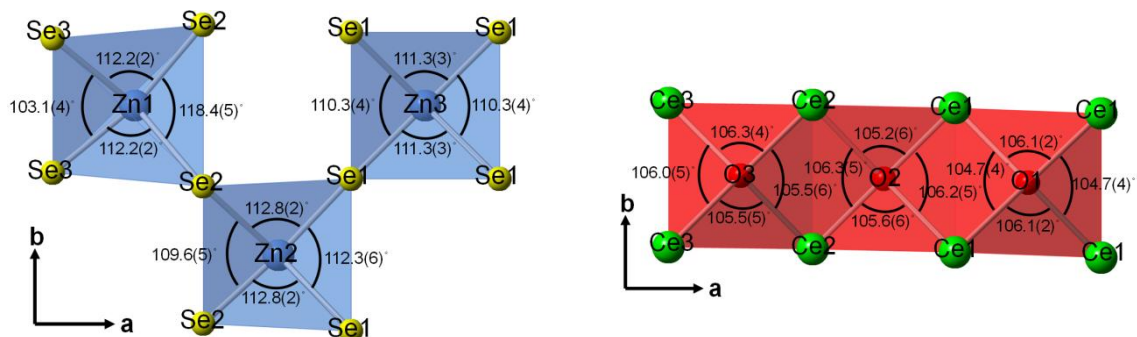 Se3 Se2 Se1 Se1
112.2(2)° 111.3(3)°
103.1(4)° Zn1 118.4(5)° 110.3(4)° Zn3 110.3(4)°
112.2(2)° 111.3(3)°
Se3 Se2 Se1 Se1
112.8(2)°
109.6(5)° Zn2 112.3(6)°
112.8(2)°
Se2 Se1
b
a
Ce3 Ce2 Ce1 Ce1
106.3(4)° 105.2(6)° 106.1(2)°
106.0(5)° O3 106.3(5)° O2 104.7(4) O1 104.7(4)°
105.5(6)° 106.2(5)°
105.5(5)° 105.6(6)° 106.1(2)°
Ce3 Ce2 Ce1 Ce1
b
a